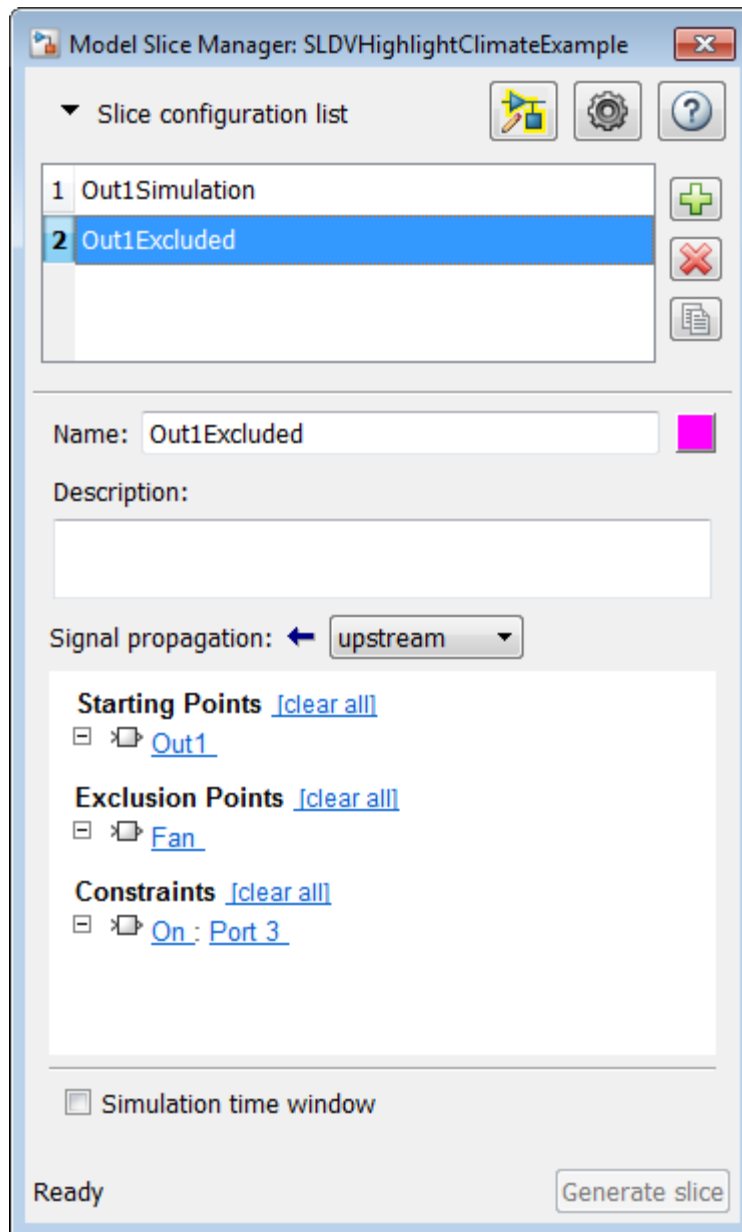 Model Slice Manager: SLDVHighlightClimateExample
Slice configuration list
1 Out1Simulation
2 Out1Excluded
Name: Out1Excluded
Description:
Signal propagation: upstream
Starting Points [clear all]
Out1
Exclusion Points [clear all]
Fan
Constraints [clear all]
On : Port 3
Simulation time window
Ready Generate slice